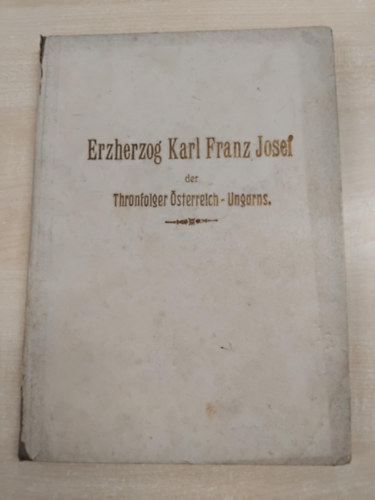 Erzherzog Karl Franz Josef
der
Thronfolger Österreich - Ungarns.